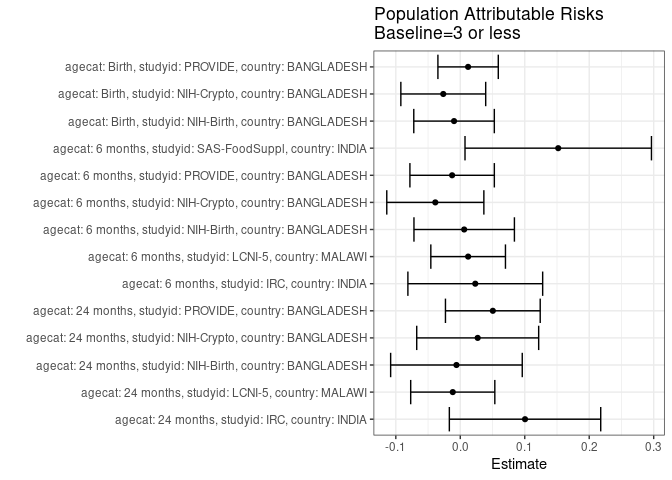 Population Attributable Risks
Baseline=3 or less
agecat: Birth, studyid: PROVIDE, country: BANGLADESH
agecat: Birth, studyid: NIH-Crypto, country: BANGLADESH
agecat: Birth, studyid: NIH-Birth, country: BANGLADESH
agecat: 6 months, studyid: SAS-FoodSuppl, country: INDIA
agecat: 6 months, studyid: PROVIDE, country: BANGLADESH
agecat: 6 months, studyid: NIH-Crypto, country: BANGLADESH
agecat: 6 months, studyid: NIH-Birth, country: BANGLADESH
agecat: 6 months, studyid: LCNI-5, country: MALAWI
agecat: 6 months, studyid: IRC, country: INDIA
agecat: 24 months, studyid: PROVIDE, country: BANGLADESH
agecat: 24 months, studyid: NIH-Crypto, country: BANGLADESH
agecat: 24 months, studyid: NIH-Birth, country: BANGLADESH
agecat: 24 months, studyid: LCNI-5, country: MALAWI
agecat: 24 months, studyid: IRC, country: INDIA
-0.1 0.0 0.1 0.2 0.3
Estimate